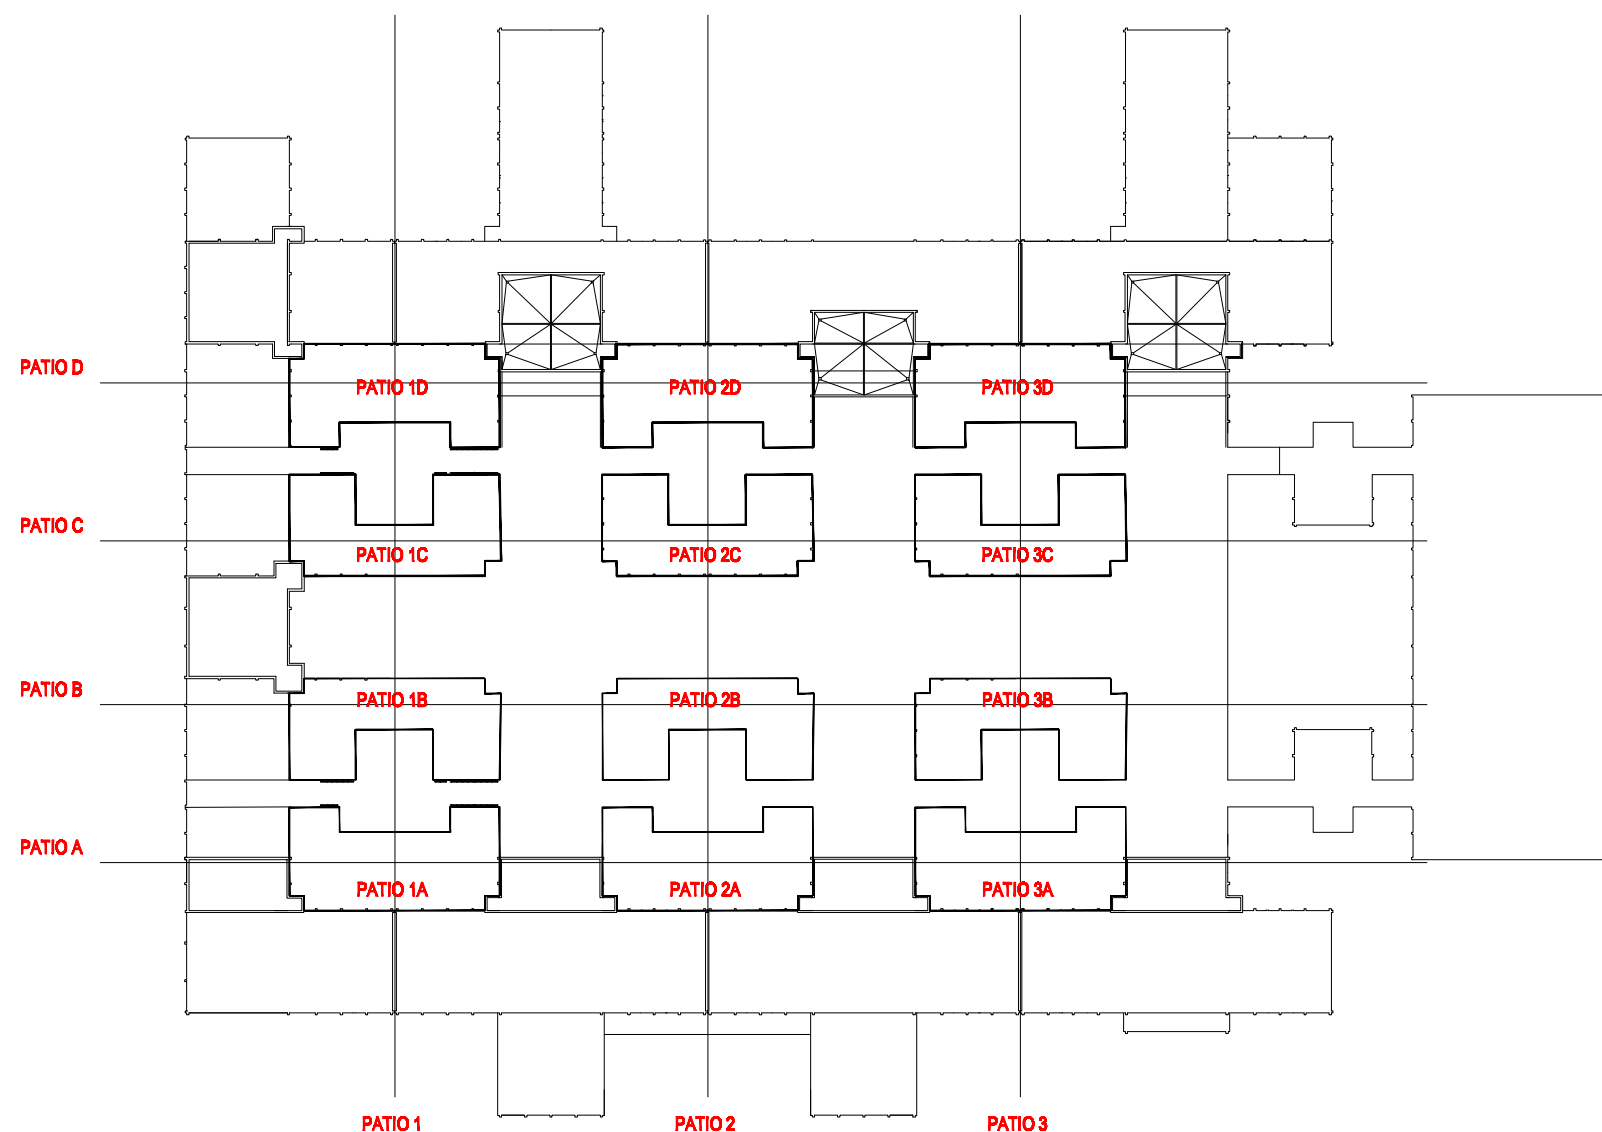 PATIO D
PATIO 1D
PATIO 2D
PATIO 3D
PATIO C
PATIO 1C
PATIO 2C
PATIO 3C
PATIO B
PATIO 1B
PATIO 2B
PATIO 3B
PATIO A
PATIO 1A
PATIO 2A
PATIO 3A
PATIO 1
PATIO 2
PATIO 3